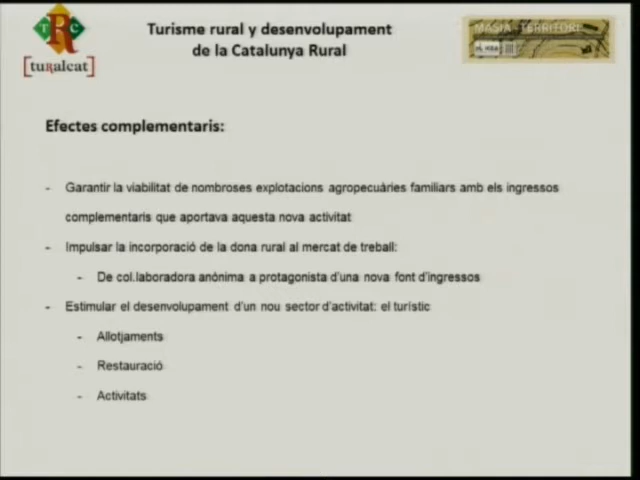 T R C
[turalcat]
Turisme rural y desenvolupament
de la Catalunya Rural
MASIA - TERRITORI
Efectes complementaris:
- Garantir la viabilitat de nombroses explotacions agropecuàries familiars amb els ingressos
complementaris que aportava aquesta nova activitat
- Impulsar la incorporació de la dona rural al mercat de treball:
- De col.laboradora anònima a protagonista d'una nova font d'ingressos
- Estimular el desenvolupament d'un nou sector d'activitat: el turístic
- Allotjaments
- Restauració
- Activitats